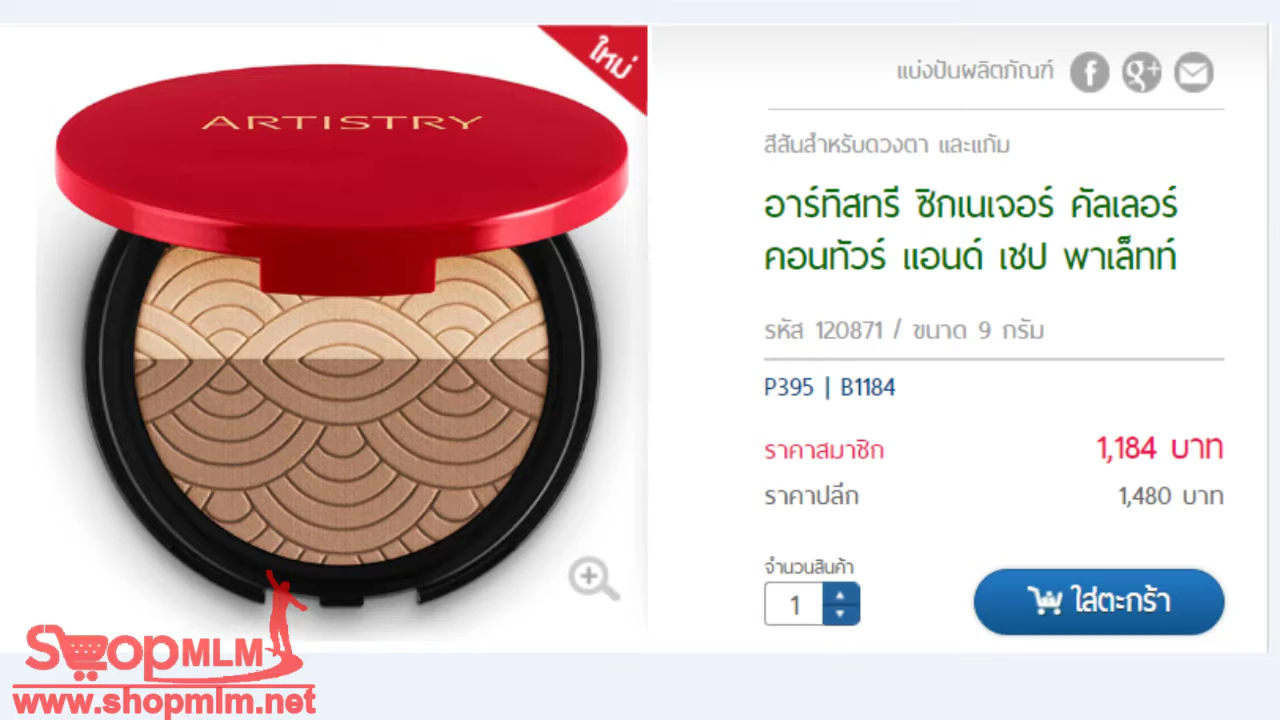 ใหม่
ARTISTRY
แบ่งปันผลิตภัณฑ์
f g+
สีสันสำหรับดวงตา และแก้ม
อาร์ทิสทรี ซิกเนเจอร์ คัลเลอร์
คอนทัวร์ แอนด์ เชป พาเล็ทท์
รหัส 120871 / ขนาด 9 กรัม
P395 | B1184
ราคาสมาชิก 1,184 บาท
ราคาปลีก 1,480 บาท
จำนวนสินค้า
1
ใส่ตะกร้า
SHOPMLM
www.shopmlm.net